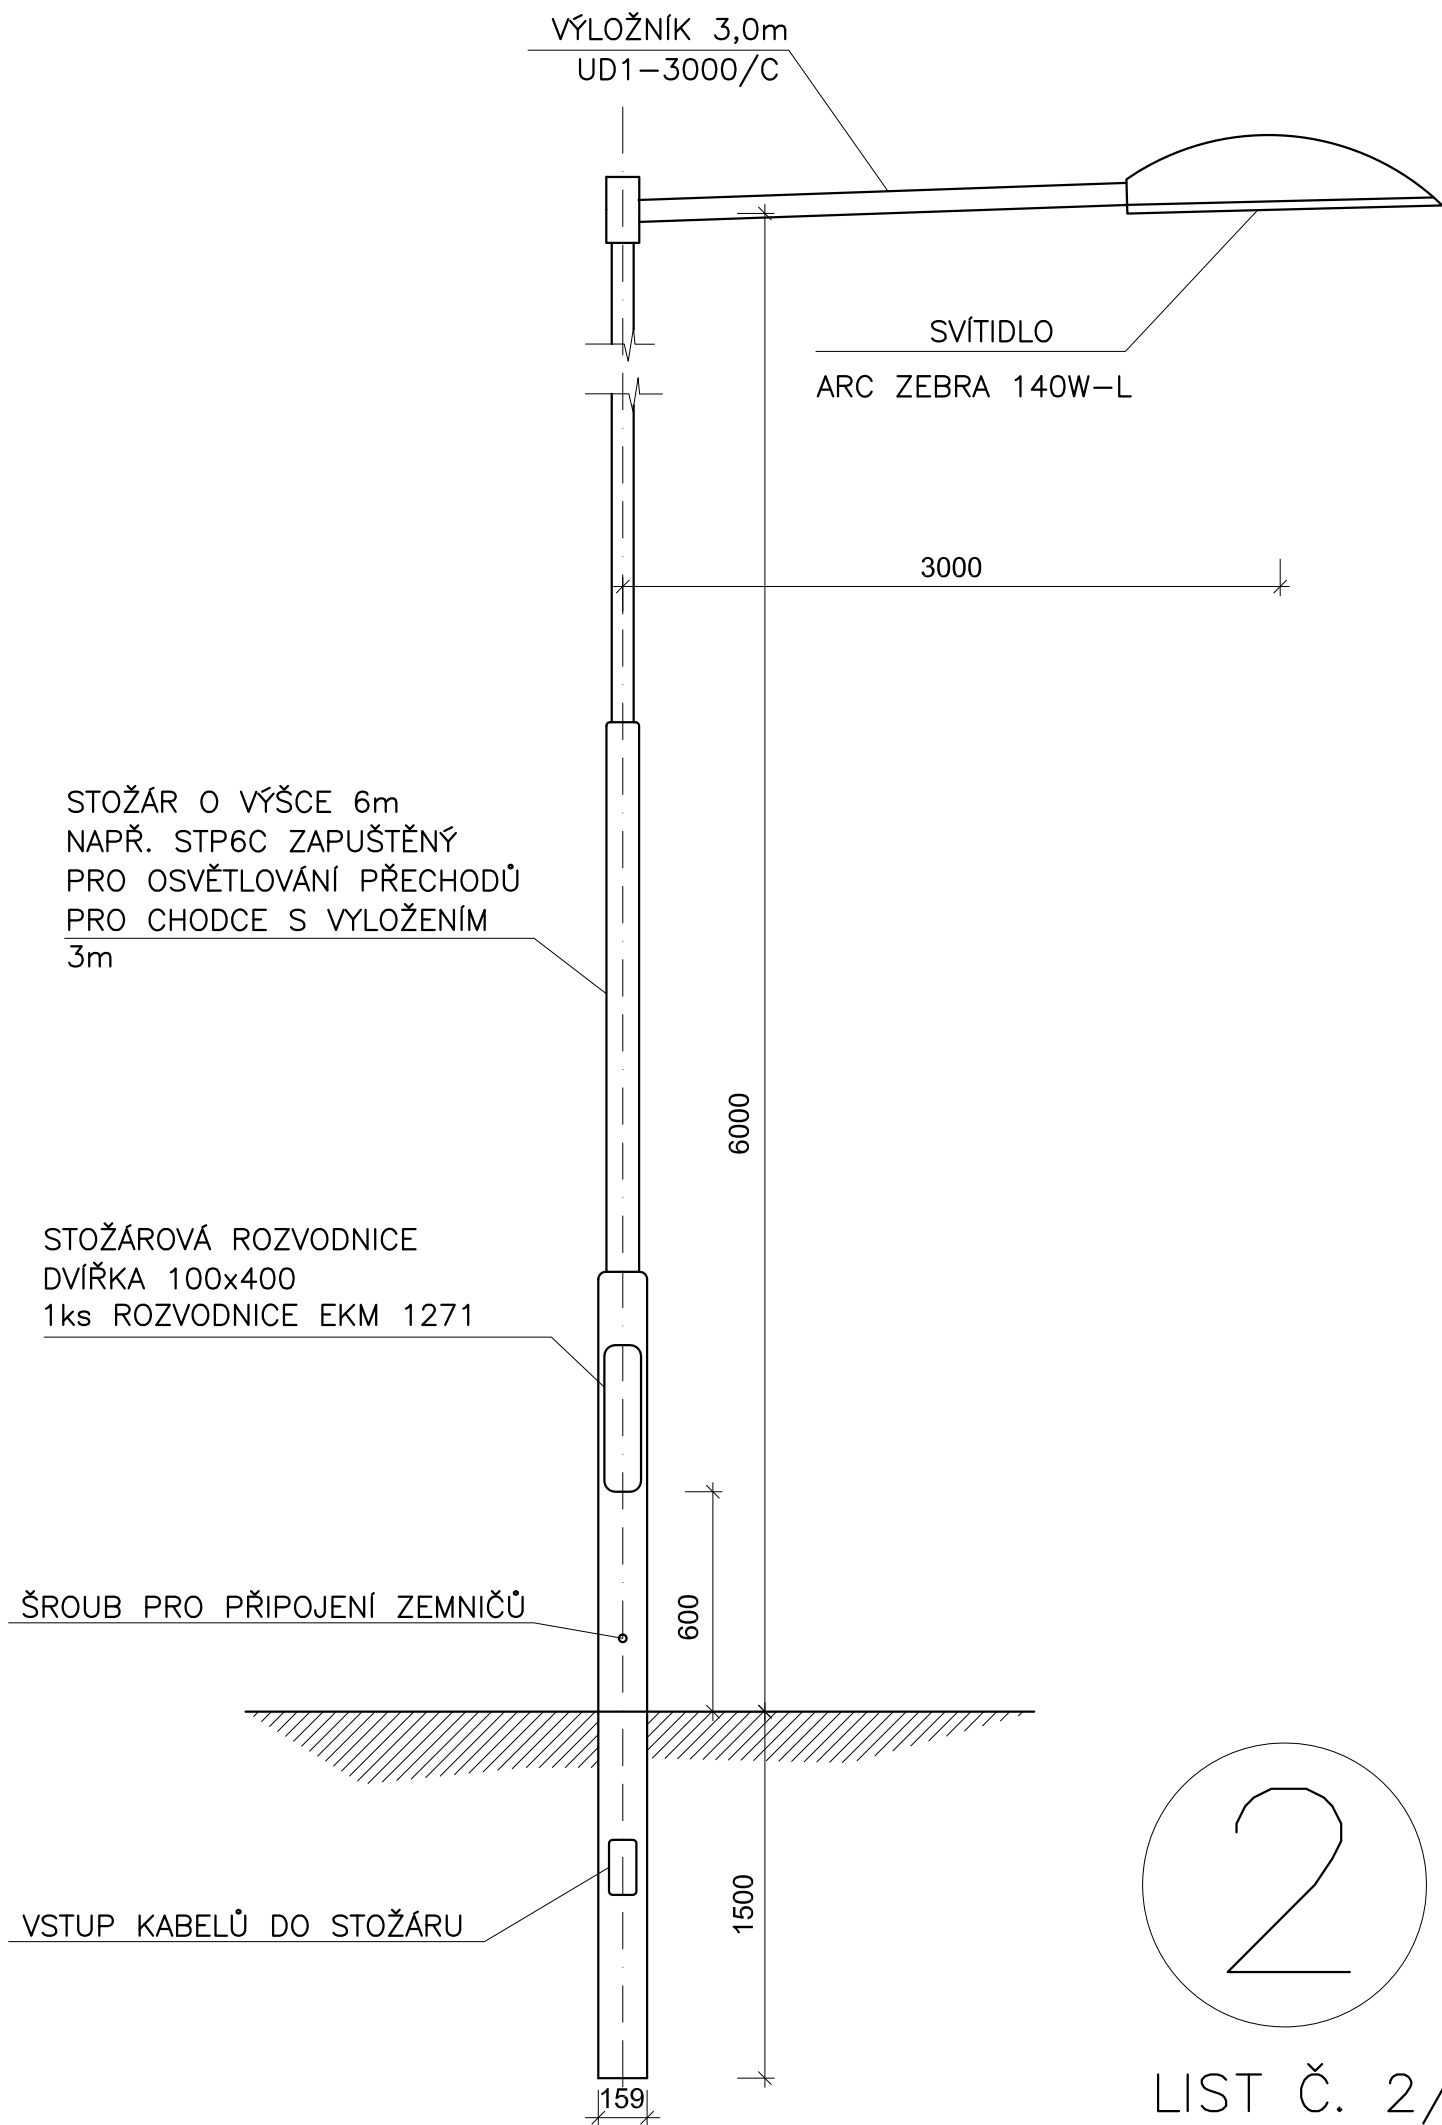 VÝLOŽNÍK 3,0m
UD1-3000/C
SVÍTIDLO
ARC ZEBRA 140W-L
3000
STOŽÁR O VÝŠCE 6m
NAPŘ. STP6C ZAPUŠTĚNÝ
PRO OSVĚTLOVÁNÍ PŘECHODŮ
PRO CHODCE S VYLOŽENÍM
3m
6000
STOŽÁROVÁ ROZVODNICE
DVÍŘKA 100x400
1ks ROZVODNICE EKM 1271
600
ŠROUB PRO PŘIPOJENÍ ZEMNIČŮ
1500
VSTUP KABELŮ DO STOŽÁRU
2
159
LIST Č. 2/